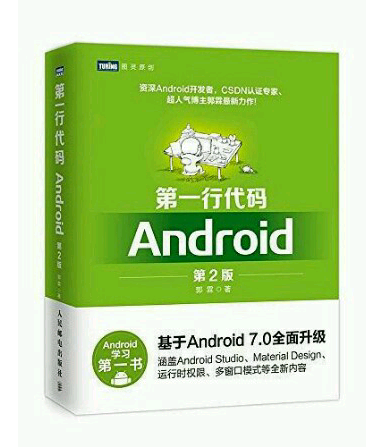 TURING 图灵原创
资深Android开发者，CSDN认证专家、
超人气博主郭霖最新力作！
第一行代码
Android
第2版
郭霖 著
Android
学习
第一书
基于Android 7.0全面升级
涵盖Android Studio、Material Design、
运行时权限、多窗口模式等全新内容
第一行代码
Android
第2版
郭霖 著
人民邮电出版社